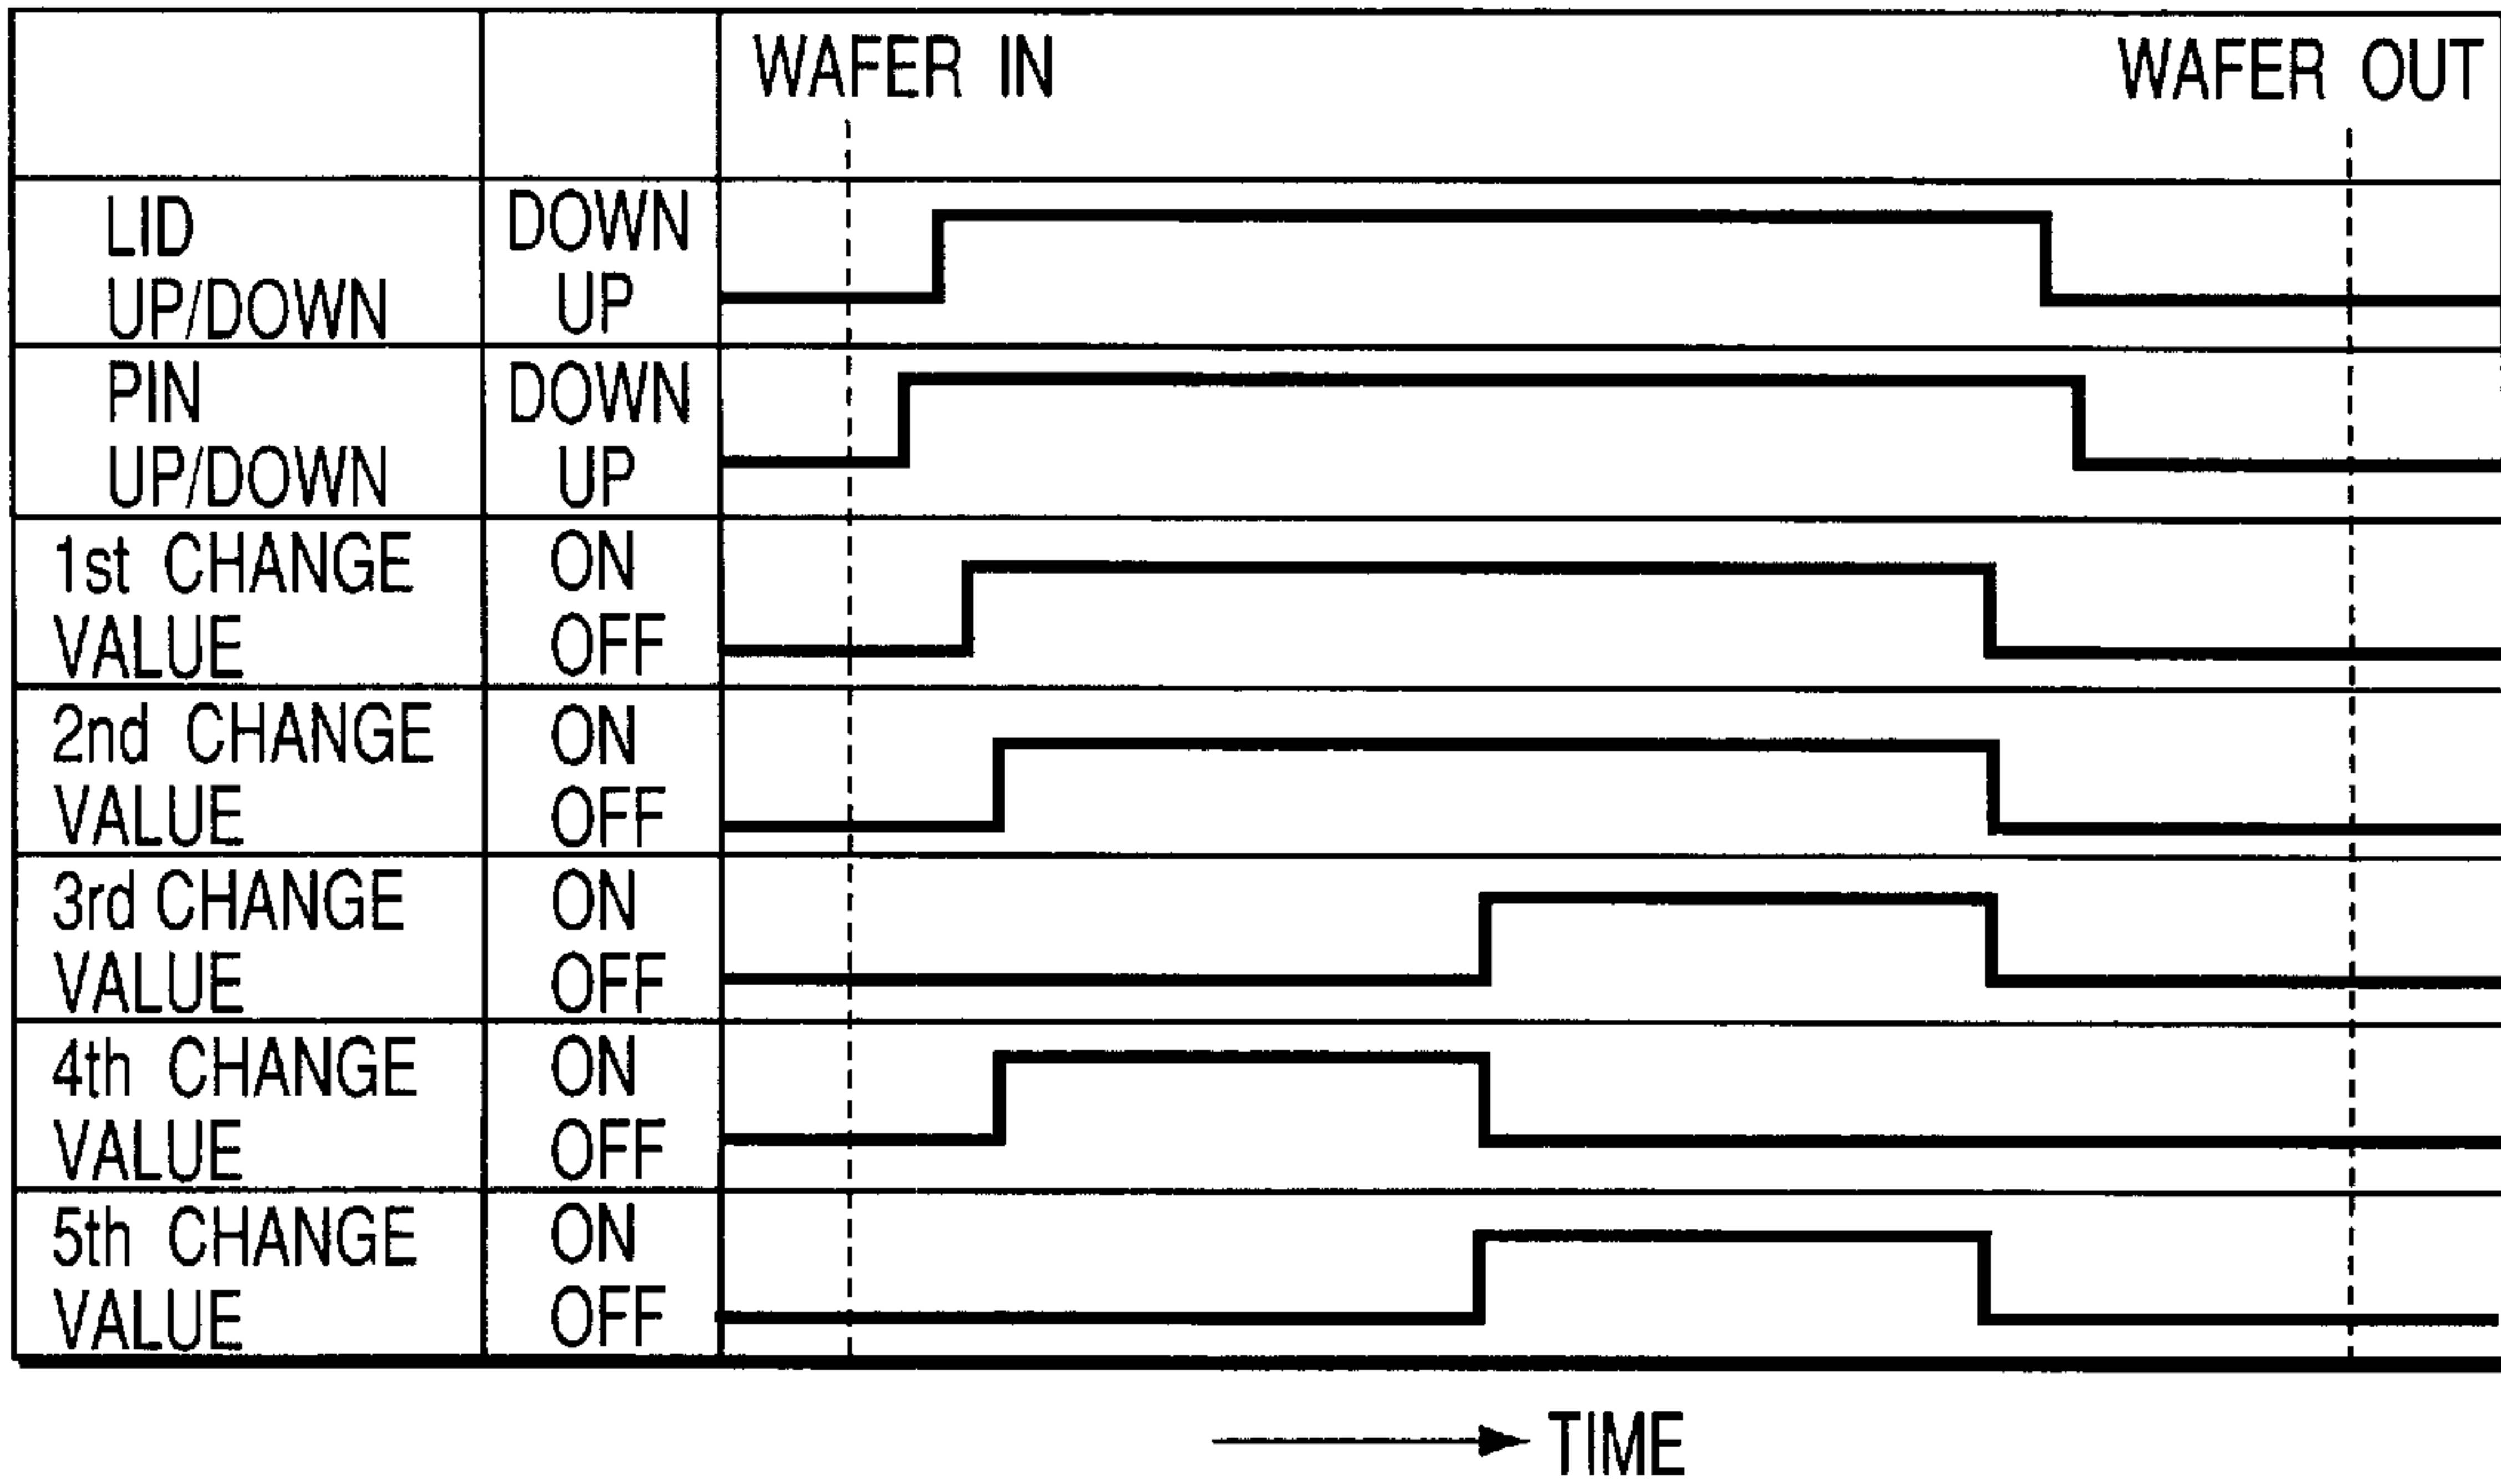 WAFER IN
WAFER OUT
LID
UP/DOWN
DOWN
UP
PIN
UP/DOWN
DOWN
UP
1st CHANGE
VALUE
ON
OFF
2nd CHANGE
VALUE
ON
OFF
3rd CHANGE
VALUE
ON
OFF
4th CHANGE
VALUE
ON
OFF
5th CHANGE
VALUE
ON
OFF
TIME